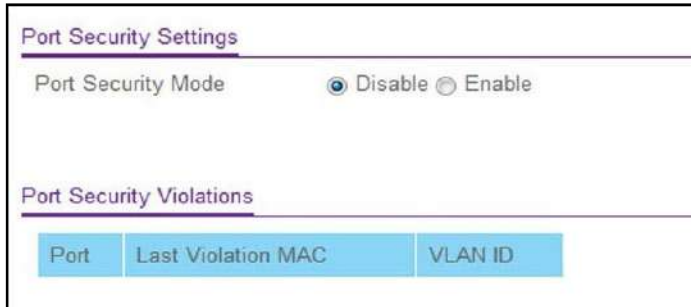 Port Security Settings
Port Security Mode Disable Enable
Port Security Violations
Port Last Violation MAC VLAN ID